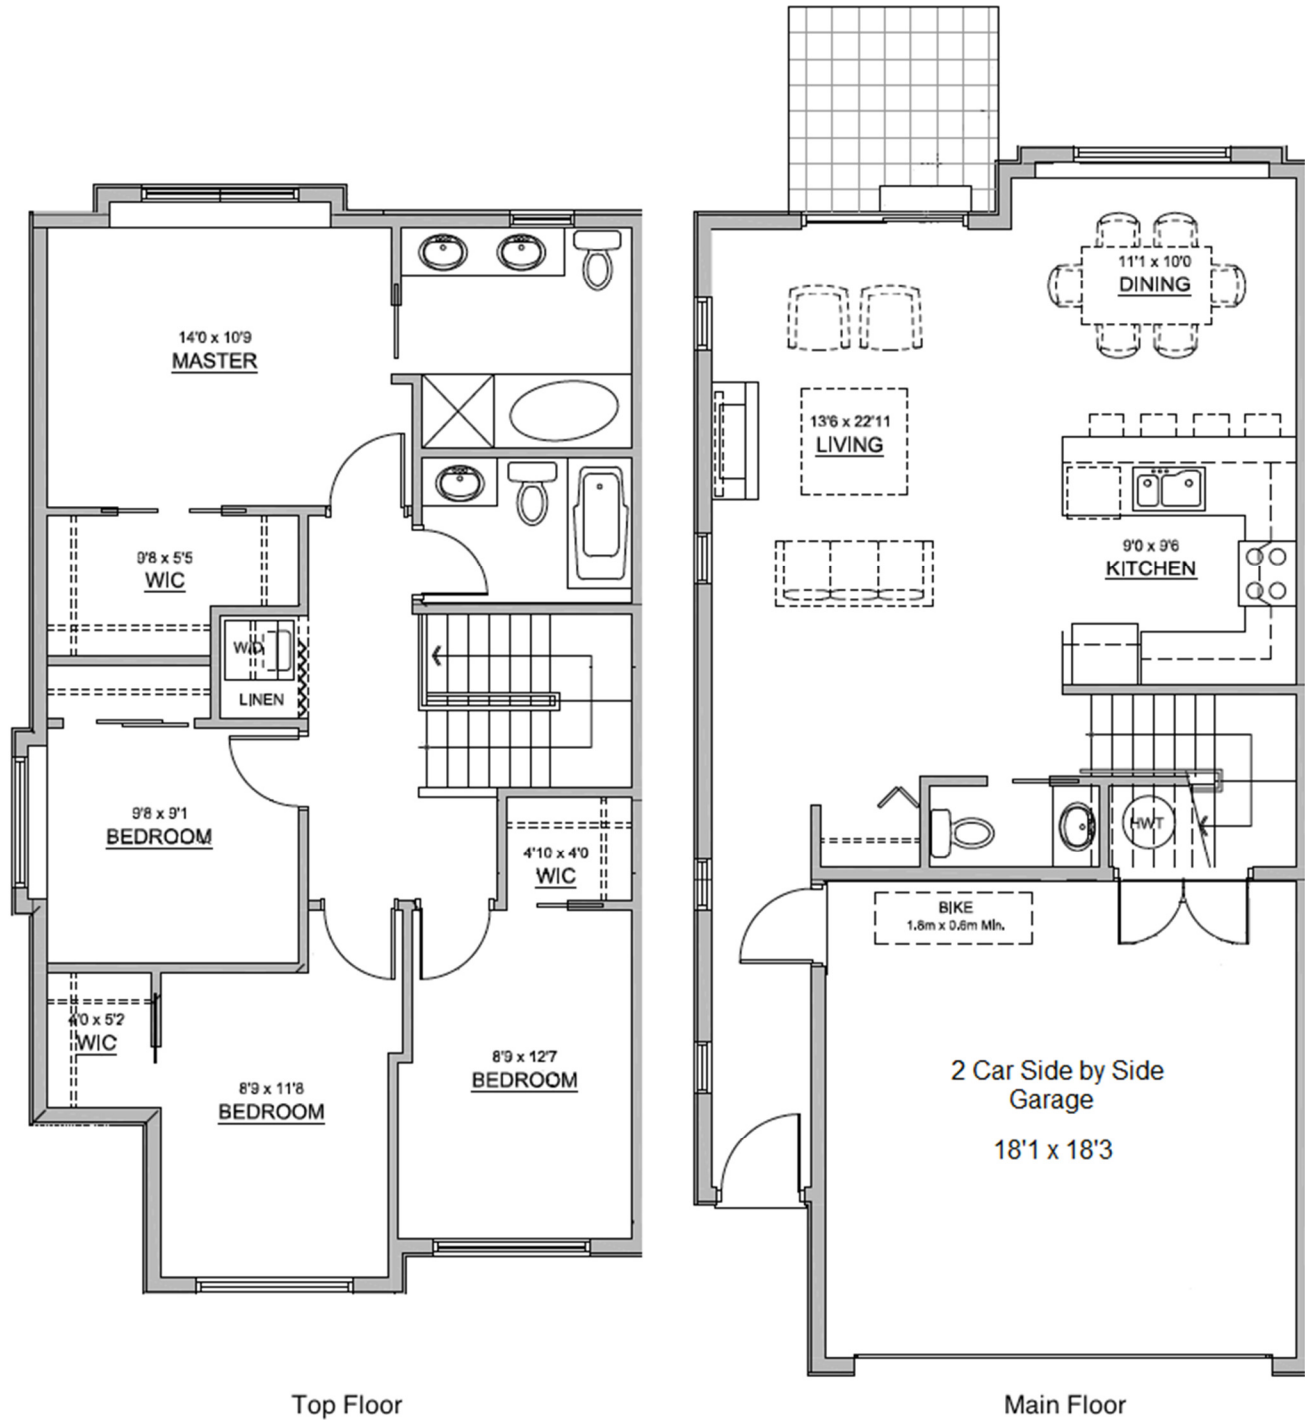 14'0 x 10'9
MASTER
9'8 x 5'5
WIC
W/D
LINEN
9'8 x 9'1
BEDROOM
4'10 x 4'0
WIC
4'0 x 5'2
WIC
8'9 x 11'8
BEDROOM
8'9 x 12'7
BEDROOM
Top Floor
11'1 x 10'0
DINING
13'6 x 22'11
LIVING
9'0 x 9'6
KITCHEN
HWT
BIKE
1.8m x 0.6m Min.
2 Car Side by Side
Garage
18'1 x 18'3
Main Floor